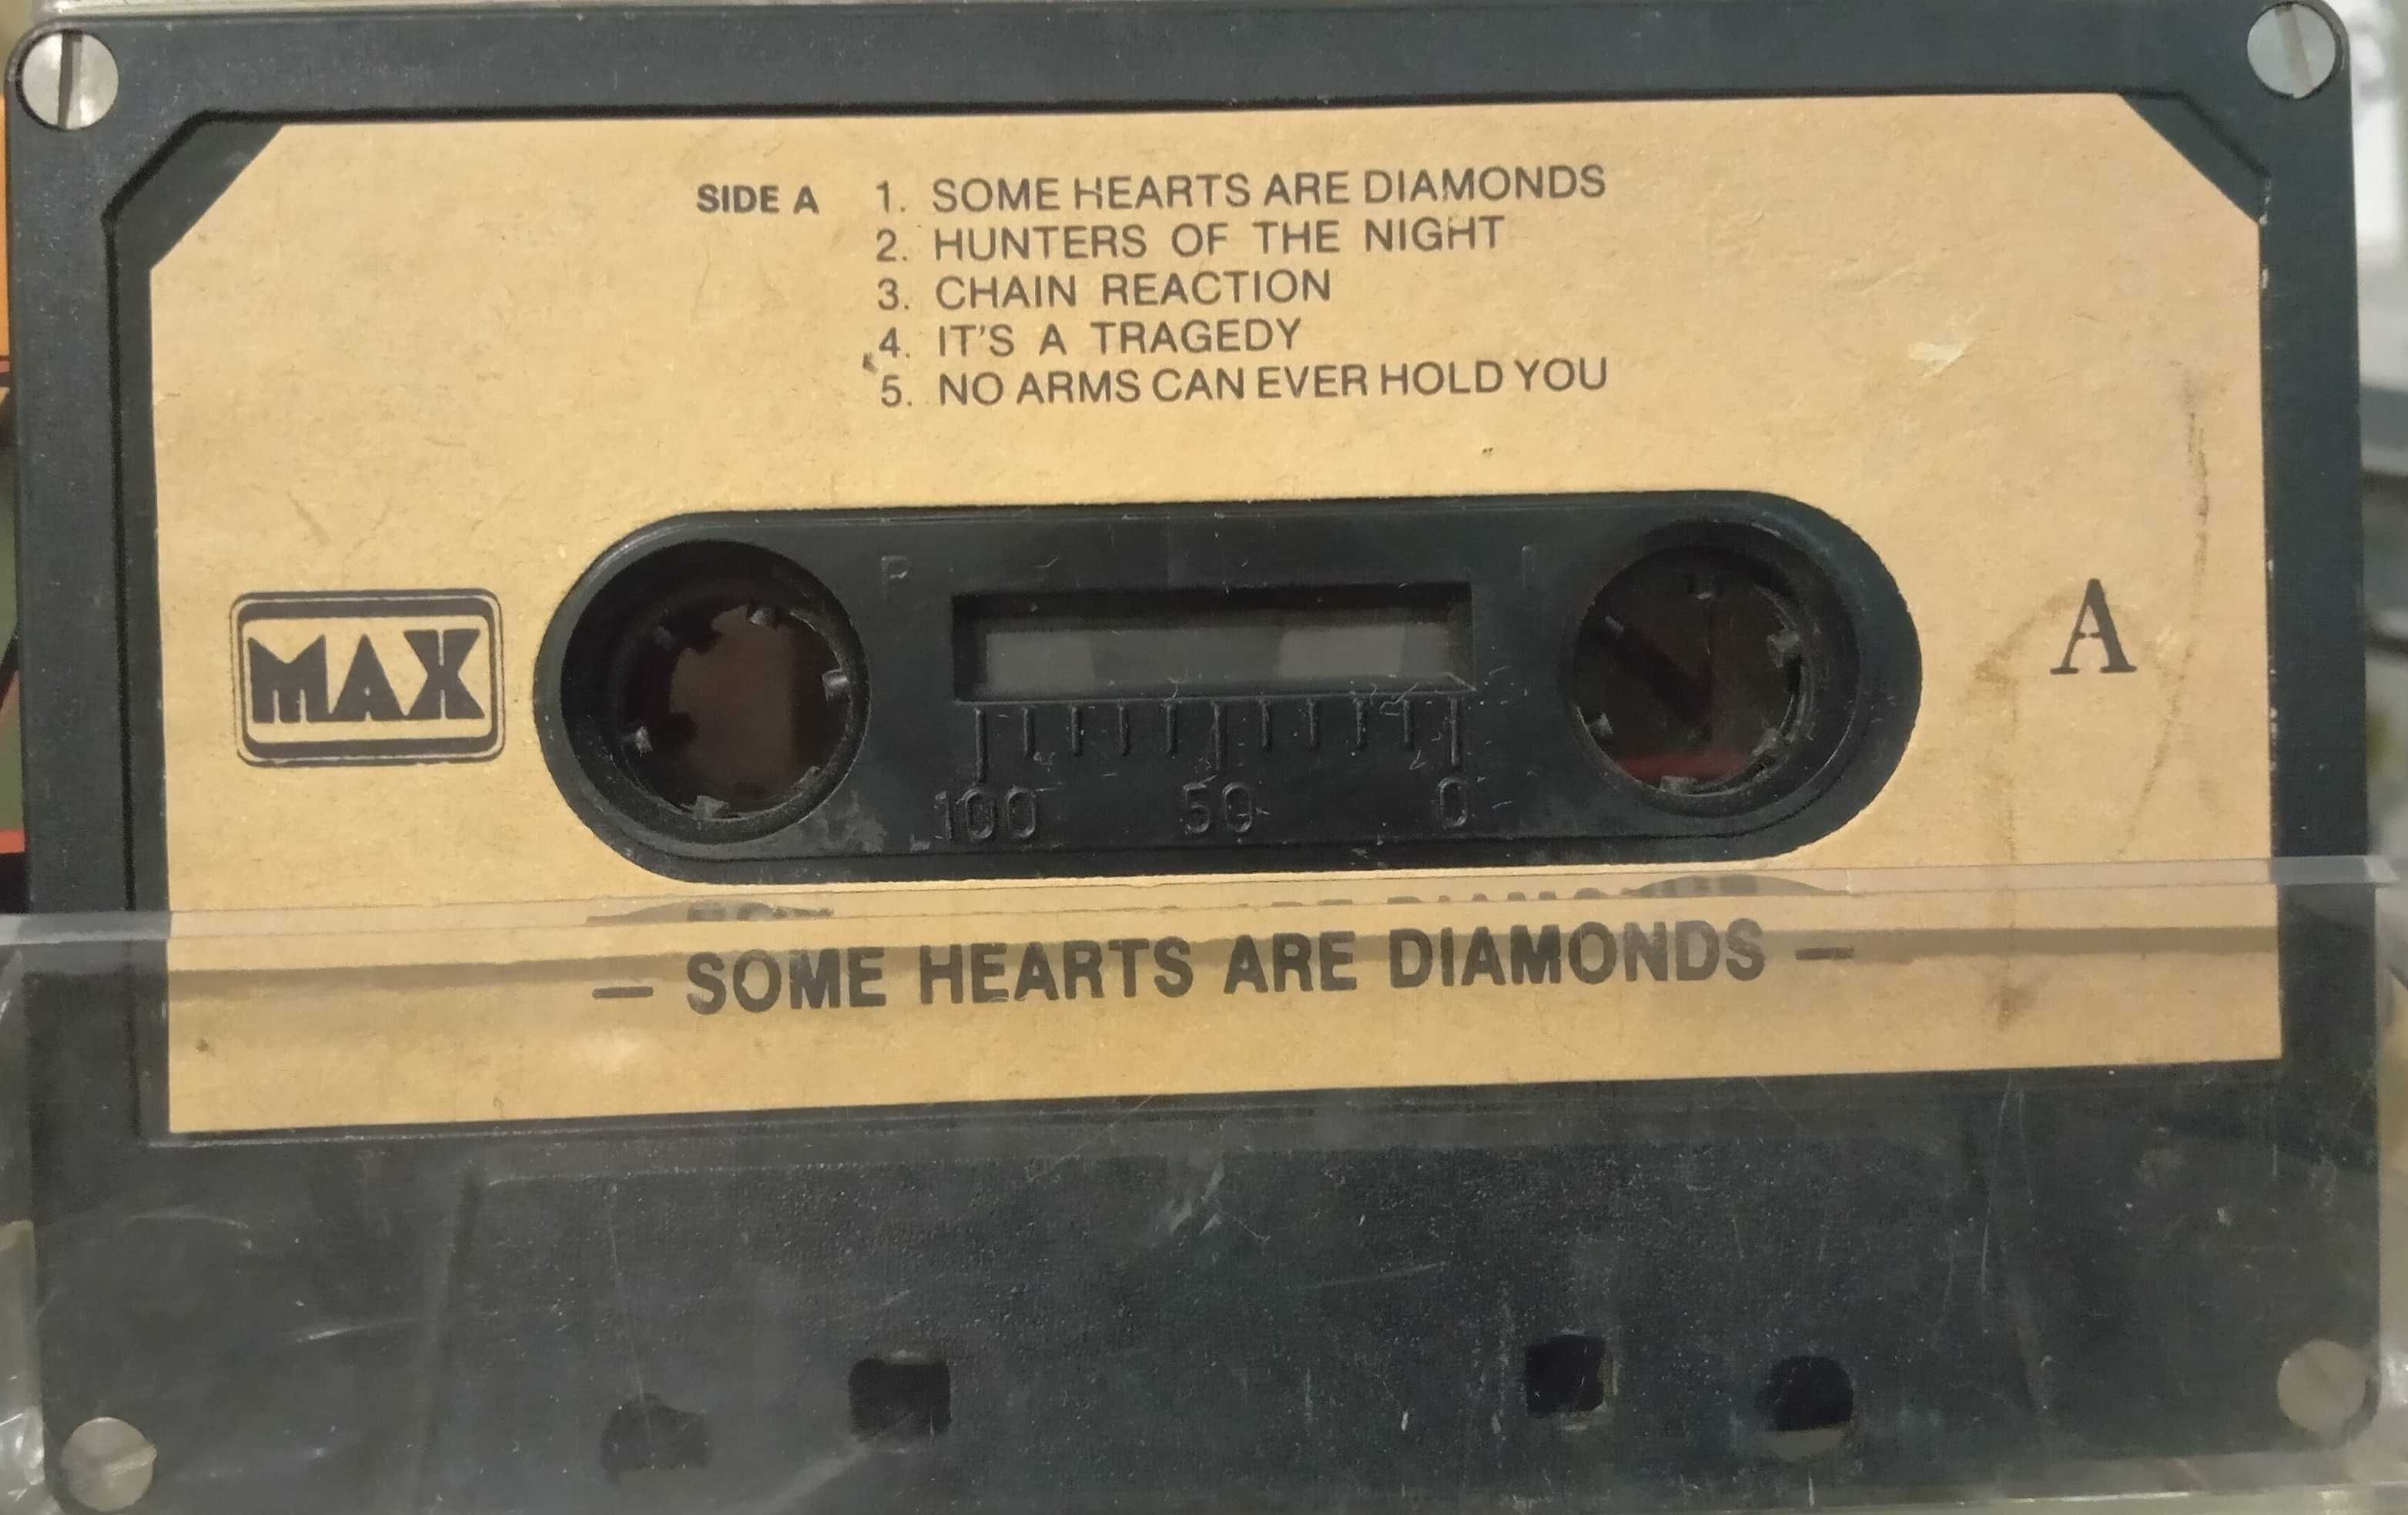 SIDE A 1. SOME HEARTS ARE DIAMONDS
2. HUNTERS OF THE NIGHT
3. CHAIN REACTION
4. IT'S A TRAGEDY
5. NO ARMS CAN EVER HOLD YOU
MAX
A
100 50 0
— SOME HEARTS ARE DIAMONDS —